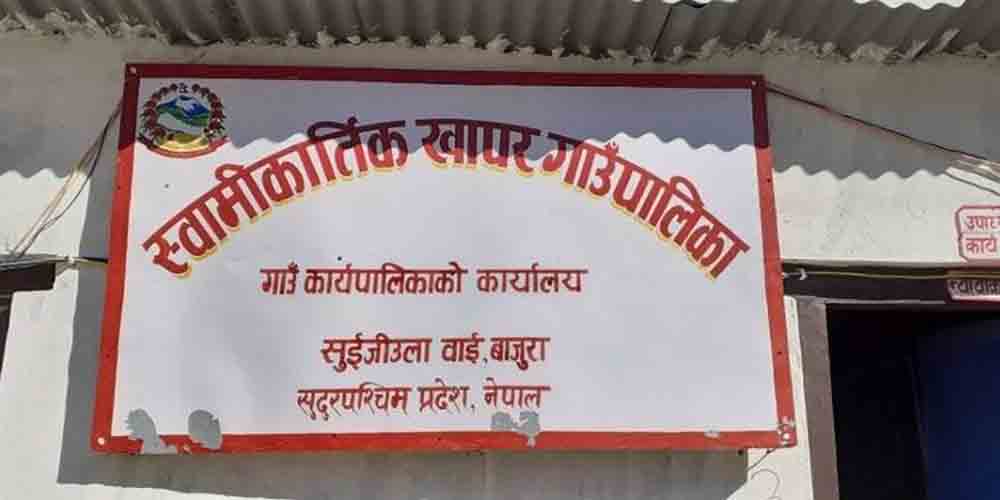 स्वामीकार्तिक खापर गाउँपालिका
गाउँ कार्यपालिकाको कार्यालय
सुईजीउला वाई, बाजुरा
सुदुरपश्चिम प्रदेश, नेपाल
कार्य